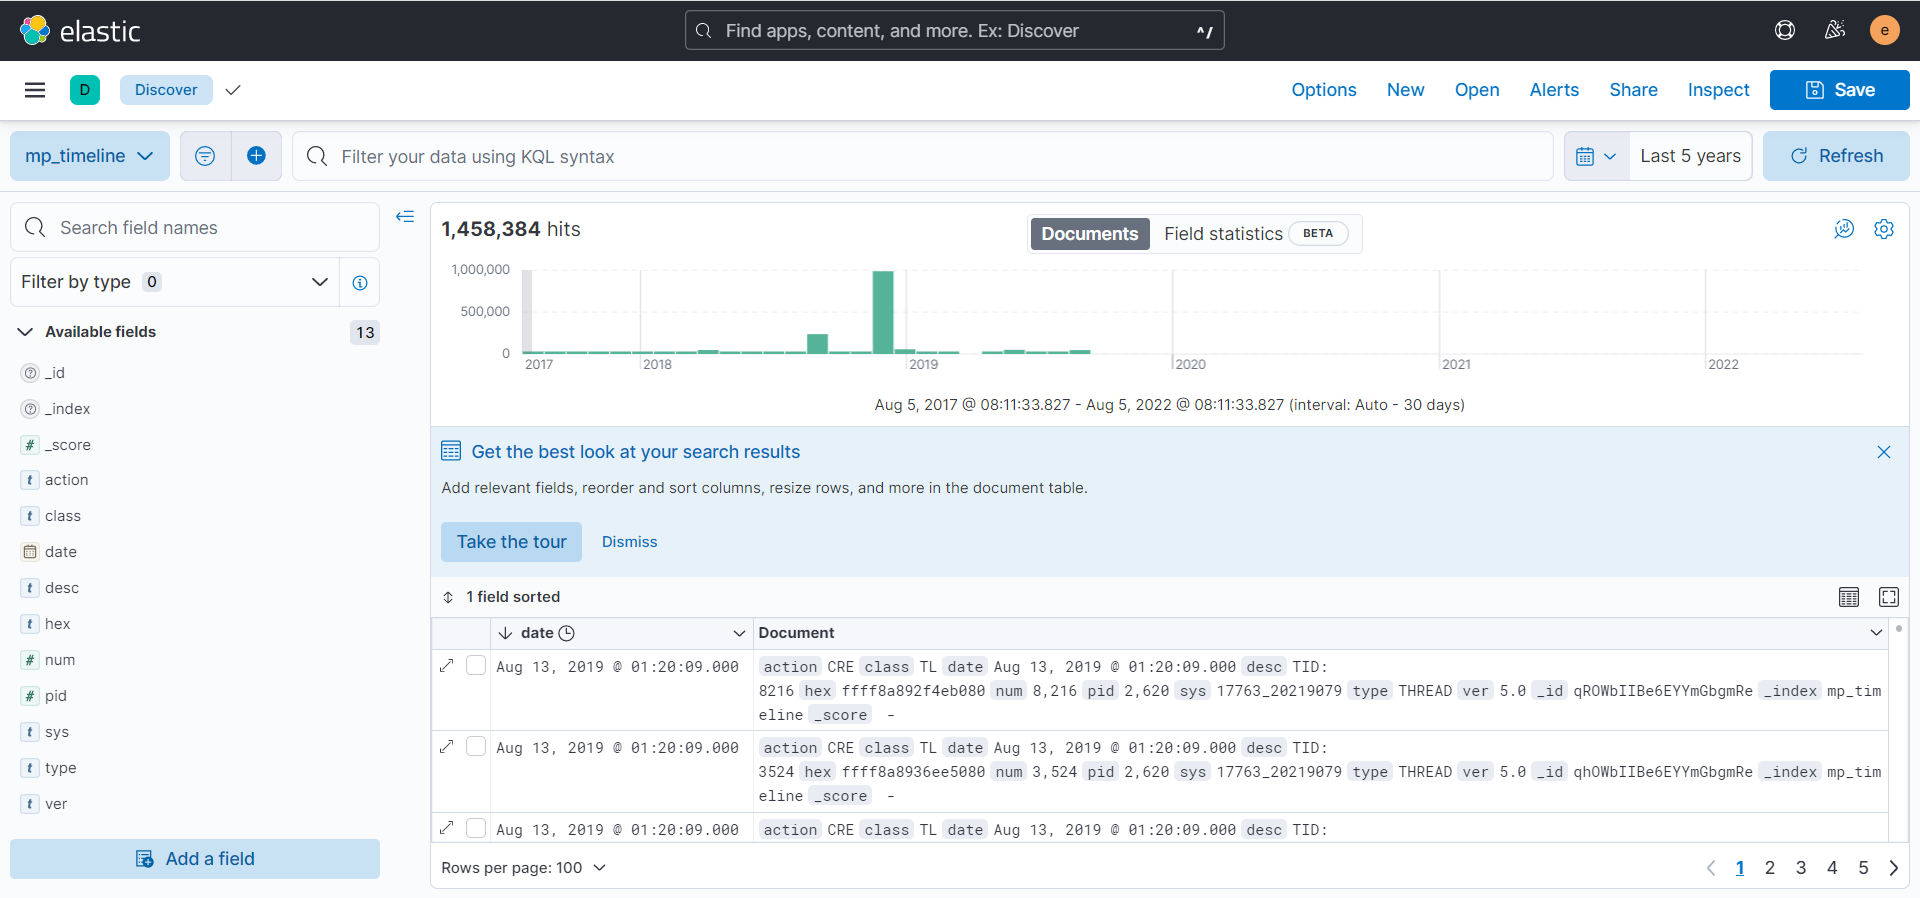 elastic
Find apps, content, and more. Ex: Discover ^/
e
D Discover Options New Open Alerts Share Inspect Save
mp_timeline Filter your data using KQL syntax Last 5 years Refresh
Search field names
Filter by type 0
Available fields 13
_id
_index
_score
action
class
date
desc
hex
num
pid
sys
type
ver
Add a field
1,458,384 hits
Documents Field statistics BETA
1,000,000
500,000
0
2017 2018 2019 2020 2021 2022
Aug 5, 2017 @ 08:11:33.827 - Aug 5, 2022 @ 08:11:33.827 (interval: Auto - 30 days)
Get the best look at your search results
Add relevant fields, reorder and sort columns, resize rows, and more in the document table.
Take the tour Dismiss
1 field sorted
date Document
Aug 13, 2019 @ 01:20:09.000 action CRE class TL date Aug 13, 2019 @ 01:20:09.000 desc TID:
8216 hex ffff8a892f4eb080 num 8,216 pid 2,620 sys 17763_20219079 type THREAD ver 5.0 _id qROWbIIBe6EYYmGbgmRe _index mp_tim
eline _score -
Aug 13, 2019 @ 01:20:09.000 action CRE class TL date Aug 13, 2019 @ 01:20:09.000 desc TID:
3524 hex ffff8a8936ee5080 num 3,524 pid 2,620 sys 17763_20219079 type THREAD ver 5.0 _id qhOWbIIBe6EYYmGbgmRe _index mp_tim
eline _score -
Aug 13, 2019 @ 01:20:09.000 action CRE class TL date Aug 13, 2019 @ 01:20:09.000 desc TID:
Rows per page: 100
1 2 3 4 5